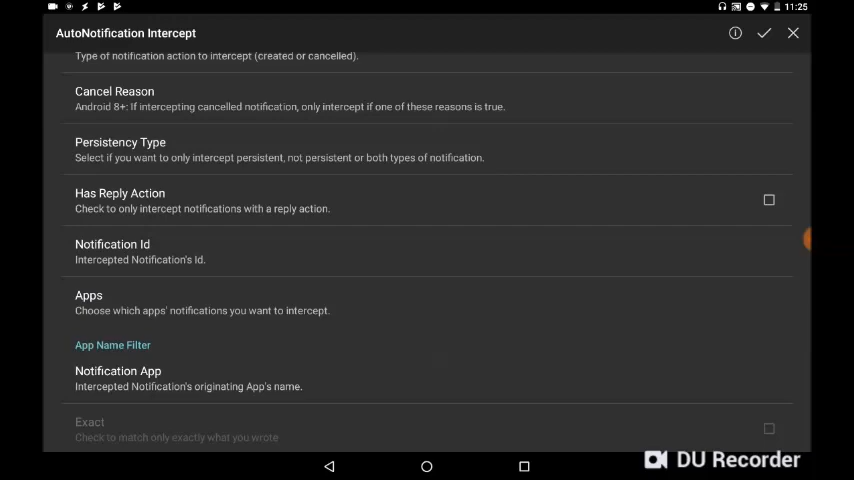 11:25
AutoNotification Intercept
Type of notification action to intercept (created or cancelled).
Cancel Reason
Android 8+: If intercepting cancelled notification, only intercept if one of these reasons is true.
Persistency Type
Select if you want to only intercept persistent, not persistent or both types of notification.
Has Reply Action
Check to only intercept notifications with a reply action.
Notification Id
Intercepted Notification's Id.
Apps
Choose which apps' notifications you want to intercept.
App Name Filter
Notification App
Intercepted Notification's originating App's name.
Exact
Check to match only exactly what you wrote
DU Recorder